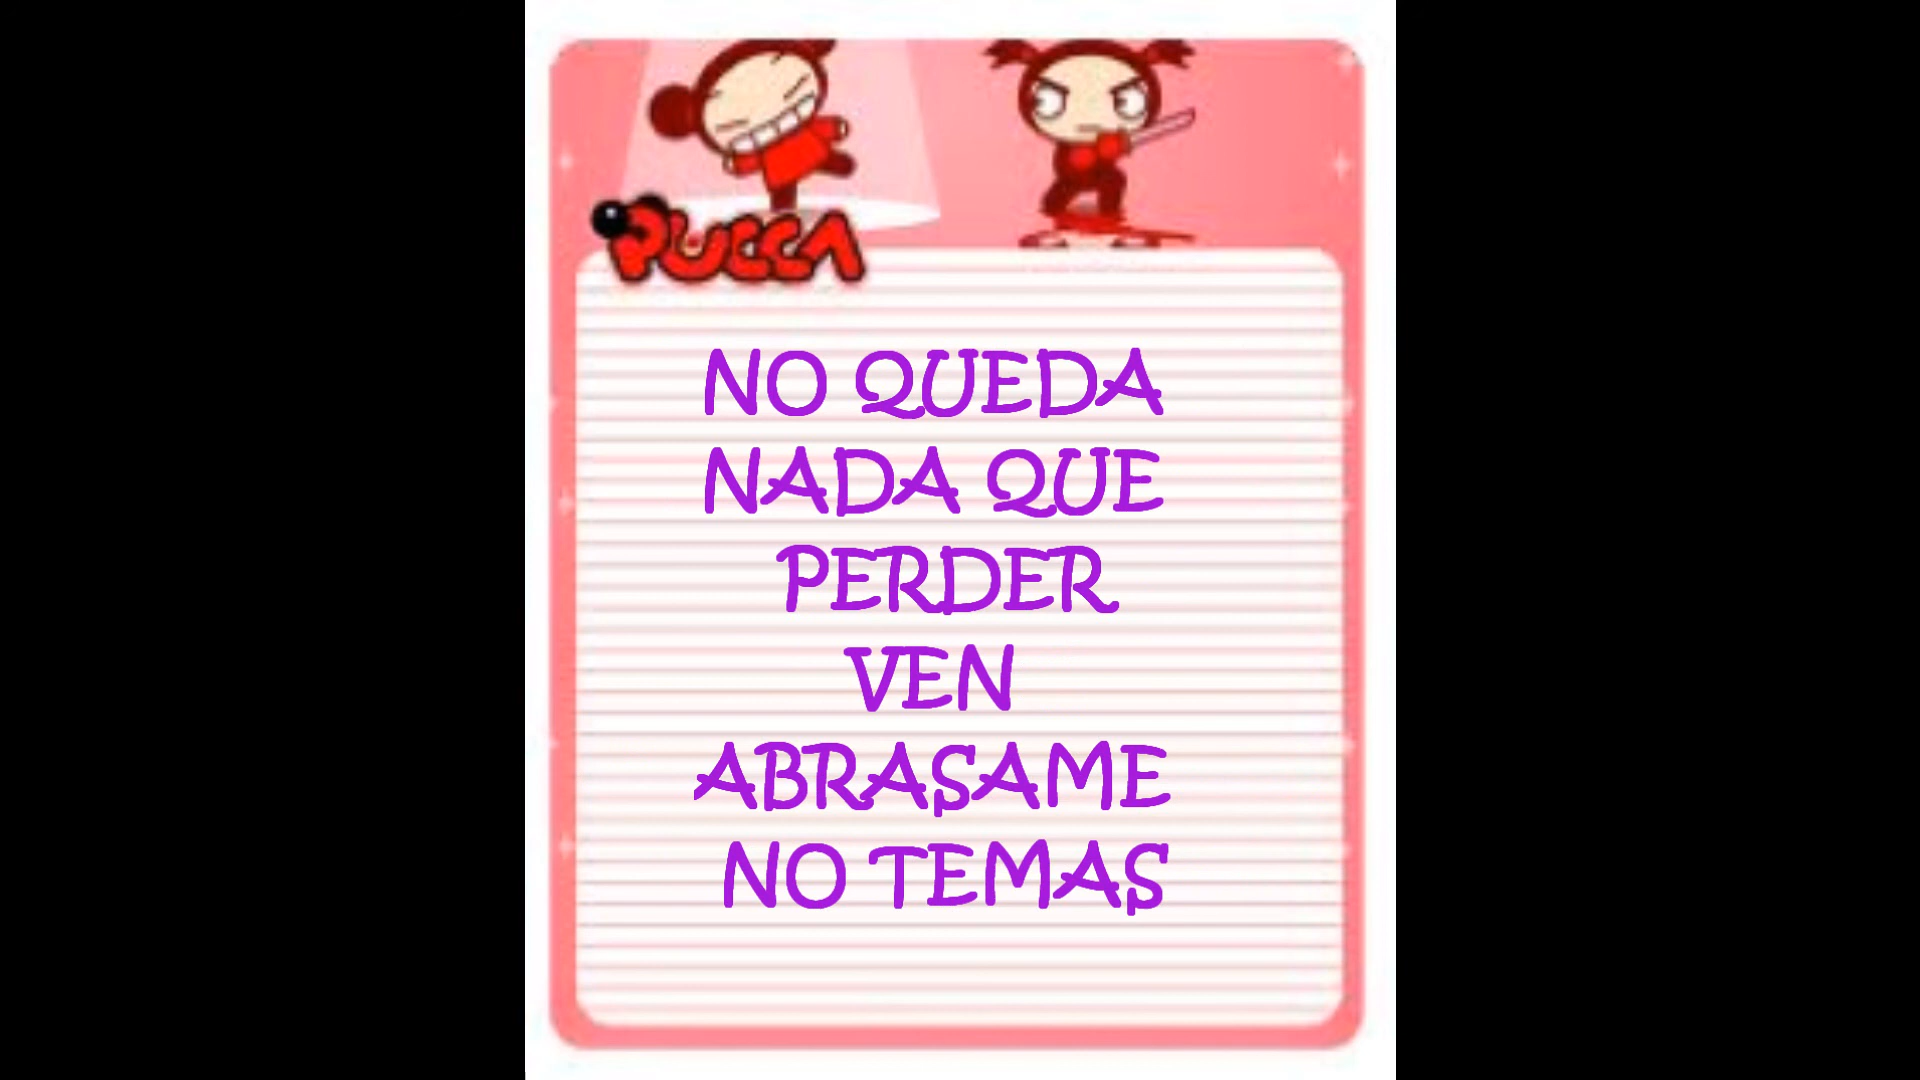 PUCCA
NO QUEDA
NADA QUE
PERDER
VEN
ABRASAME
NO TEMAS